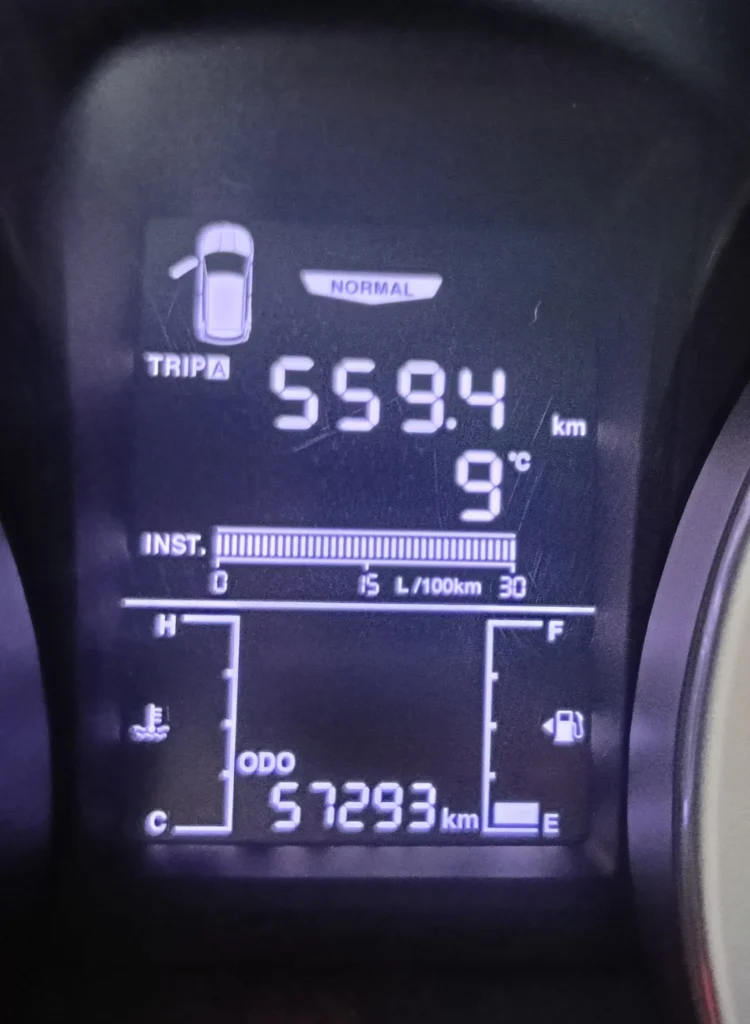 NORMAL
TRIP A 559.4 km
9 °C
INST.
0 15 L/100km 30
H F
ODO
57293 km
C E